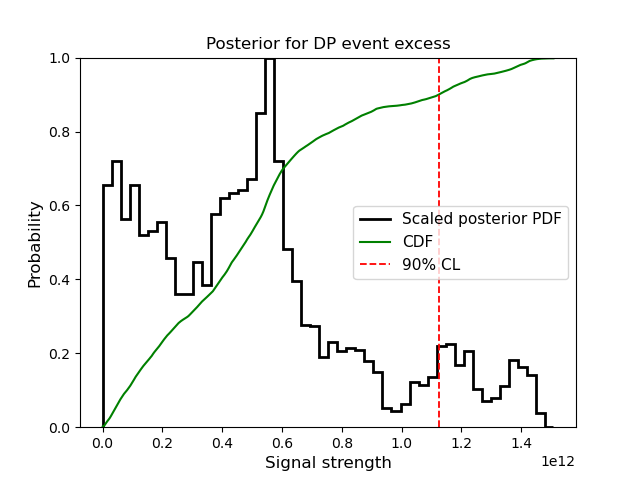 Posterior for DP event excess
1.0
0.8
0.6
0.4
0.2
0.0
Probability
Scaled posterior PDF
CDF
90% CL
0.0 0.2 0.4 0.6 0.8 1.0 1.2 1.4
1e12
Signal strength